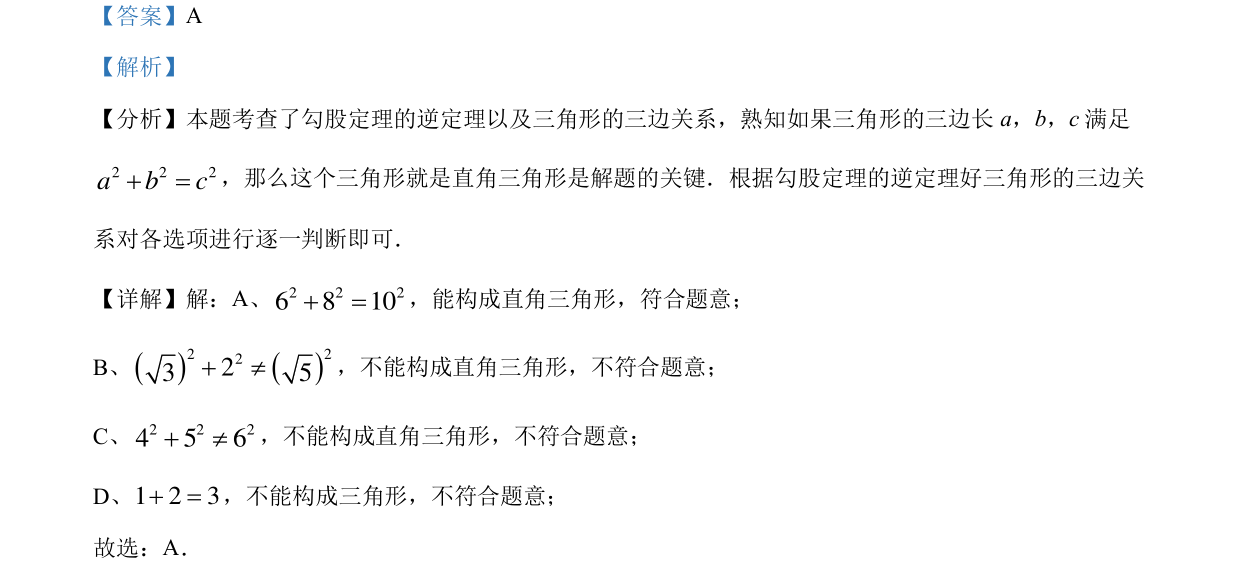 【答案】A
【解析】
【分析】本题考查了勾股定理的逆定理以及三角形的三边关系，熟知如果三角形的三边长 a，b，c 满足
a² + b² = c²，那么这个三角形就是直角三角形是解题的关键．根据勾股定理的逆定理好三角形的三边关
系对各选项进行逐一判断即可．
【详解】解：A、6² + 8² = 10²，能构成直角三角形，符合题意；
B、(√3)² + 2² ≠ (√5)²，不能构成直角三角形，不符合题意；
C、4² + 5² ≠ 6²，不能构成直角三角形，不符合题意；
D、1 + 2 = 3，不能构成三角形，不符合题意；
故选：A．